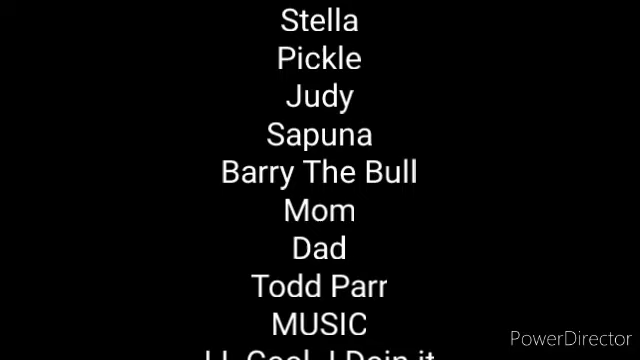 Stella
Pickle
Judy
Sapuna
Barry The Bull
Mom
Dad
Todd Parr
MUSIC
PowerDirector